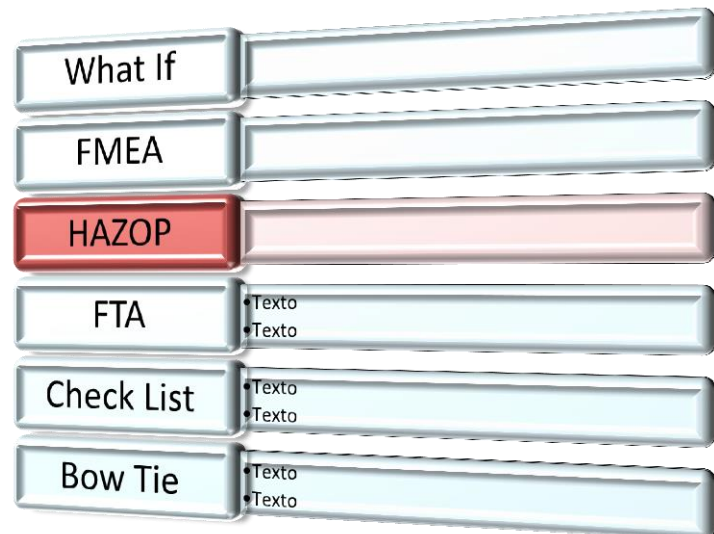 What If
FMEA
HAZOP
FTA
•Texto
•Texto
Check List
•Texto
•Texto
Bow Tie
•Texto
•Texto